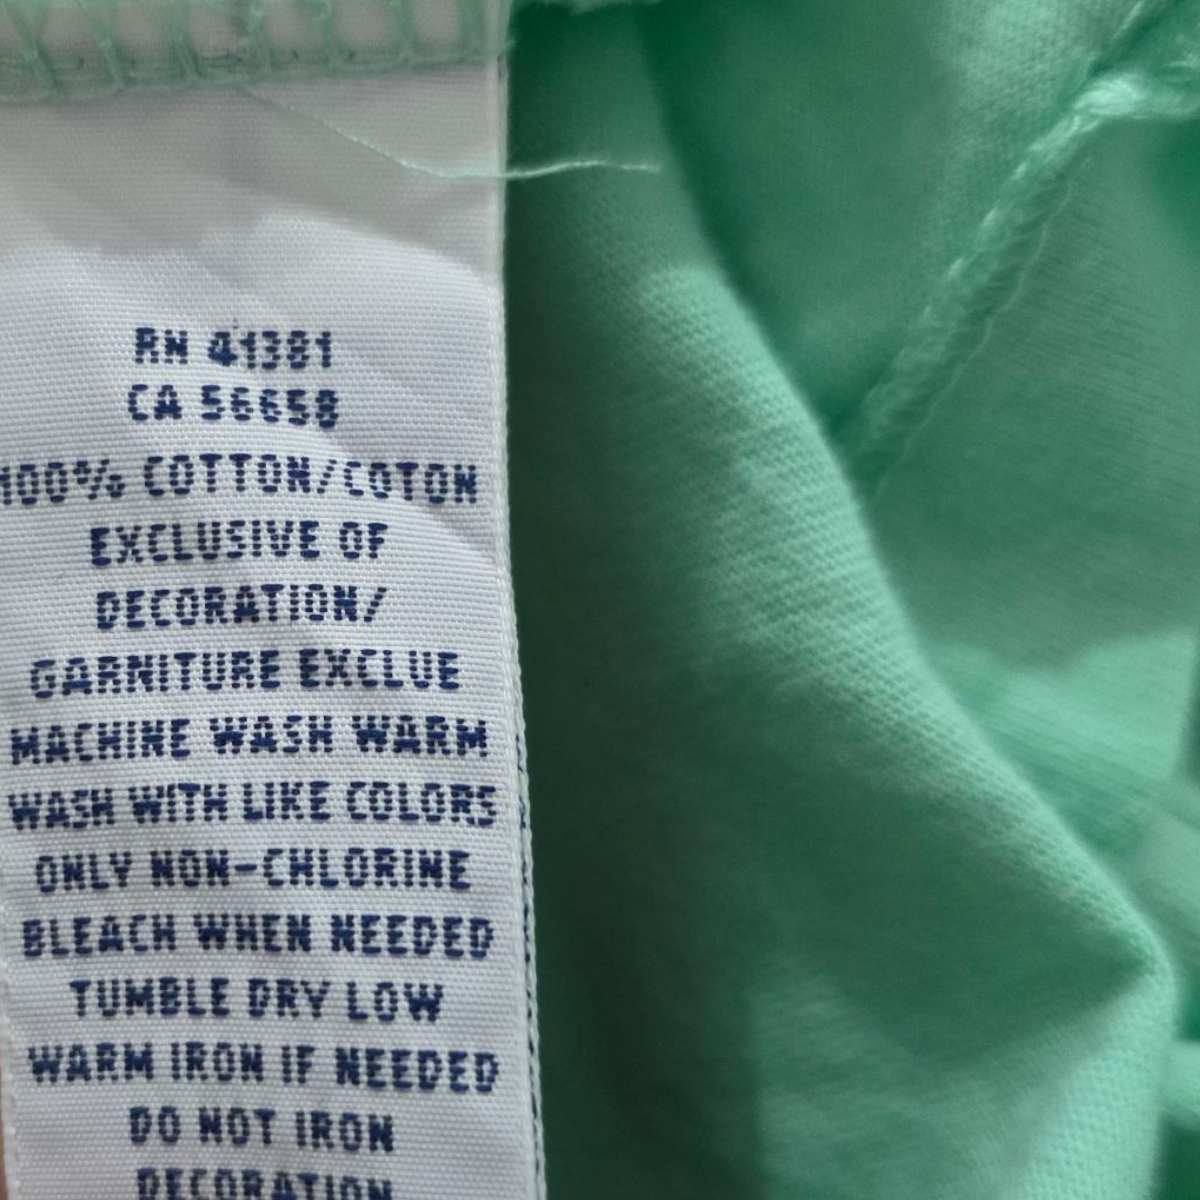 RN 41381
CA 56658
100% COTTON/COTON
EXCLUSIVE OF
DECORATION/
GARNITURE EXCLUE
MACHINE WASH WARM
WASH WITH LIKE COLORS
ONLY NON-CHLORINE
BLEACH WHEN NEEDED
TUMBLE DRY LOW
WARM IRON IF NEEDED
DO NOT IRON
DECORATION